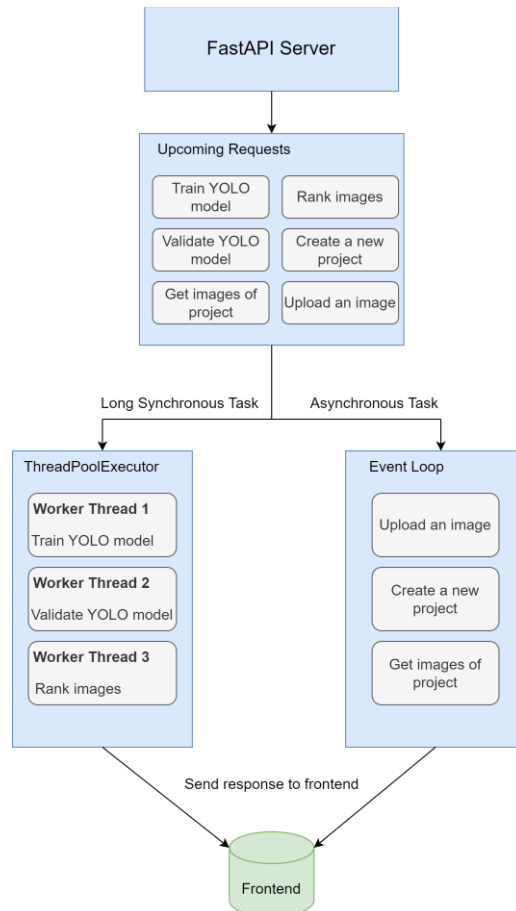 FastAPI Server
Upcoming Requests
Train YOLO
model
Rank images
Validate YOLO
model
Create a new
project
Get images of
project
Upload an image
Long Synchronous Task
Asynchronous Task
ThreadPoolExecutor
Worker Thread 1
Train YOLO model
Worker Thread 2
Validate YOLO model
Worker Thread 3
Rank images
Event Loop
Upload an image
Create a new
project
Get images of
project
Send response to frontend
Frontend